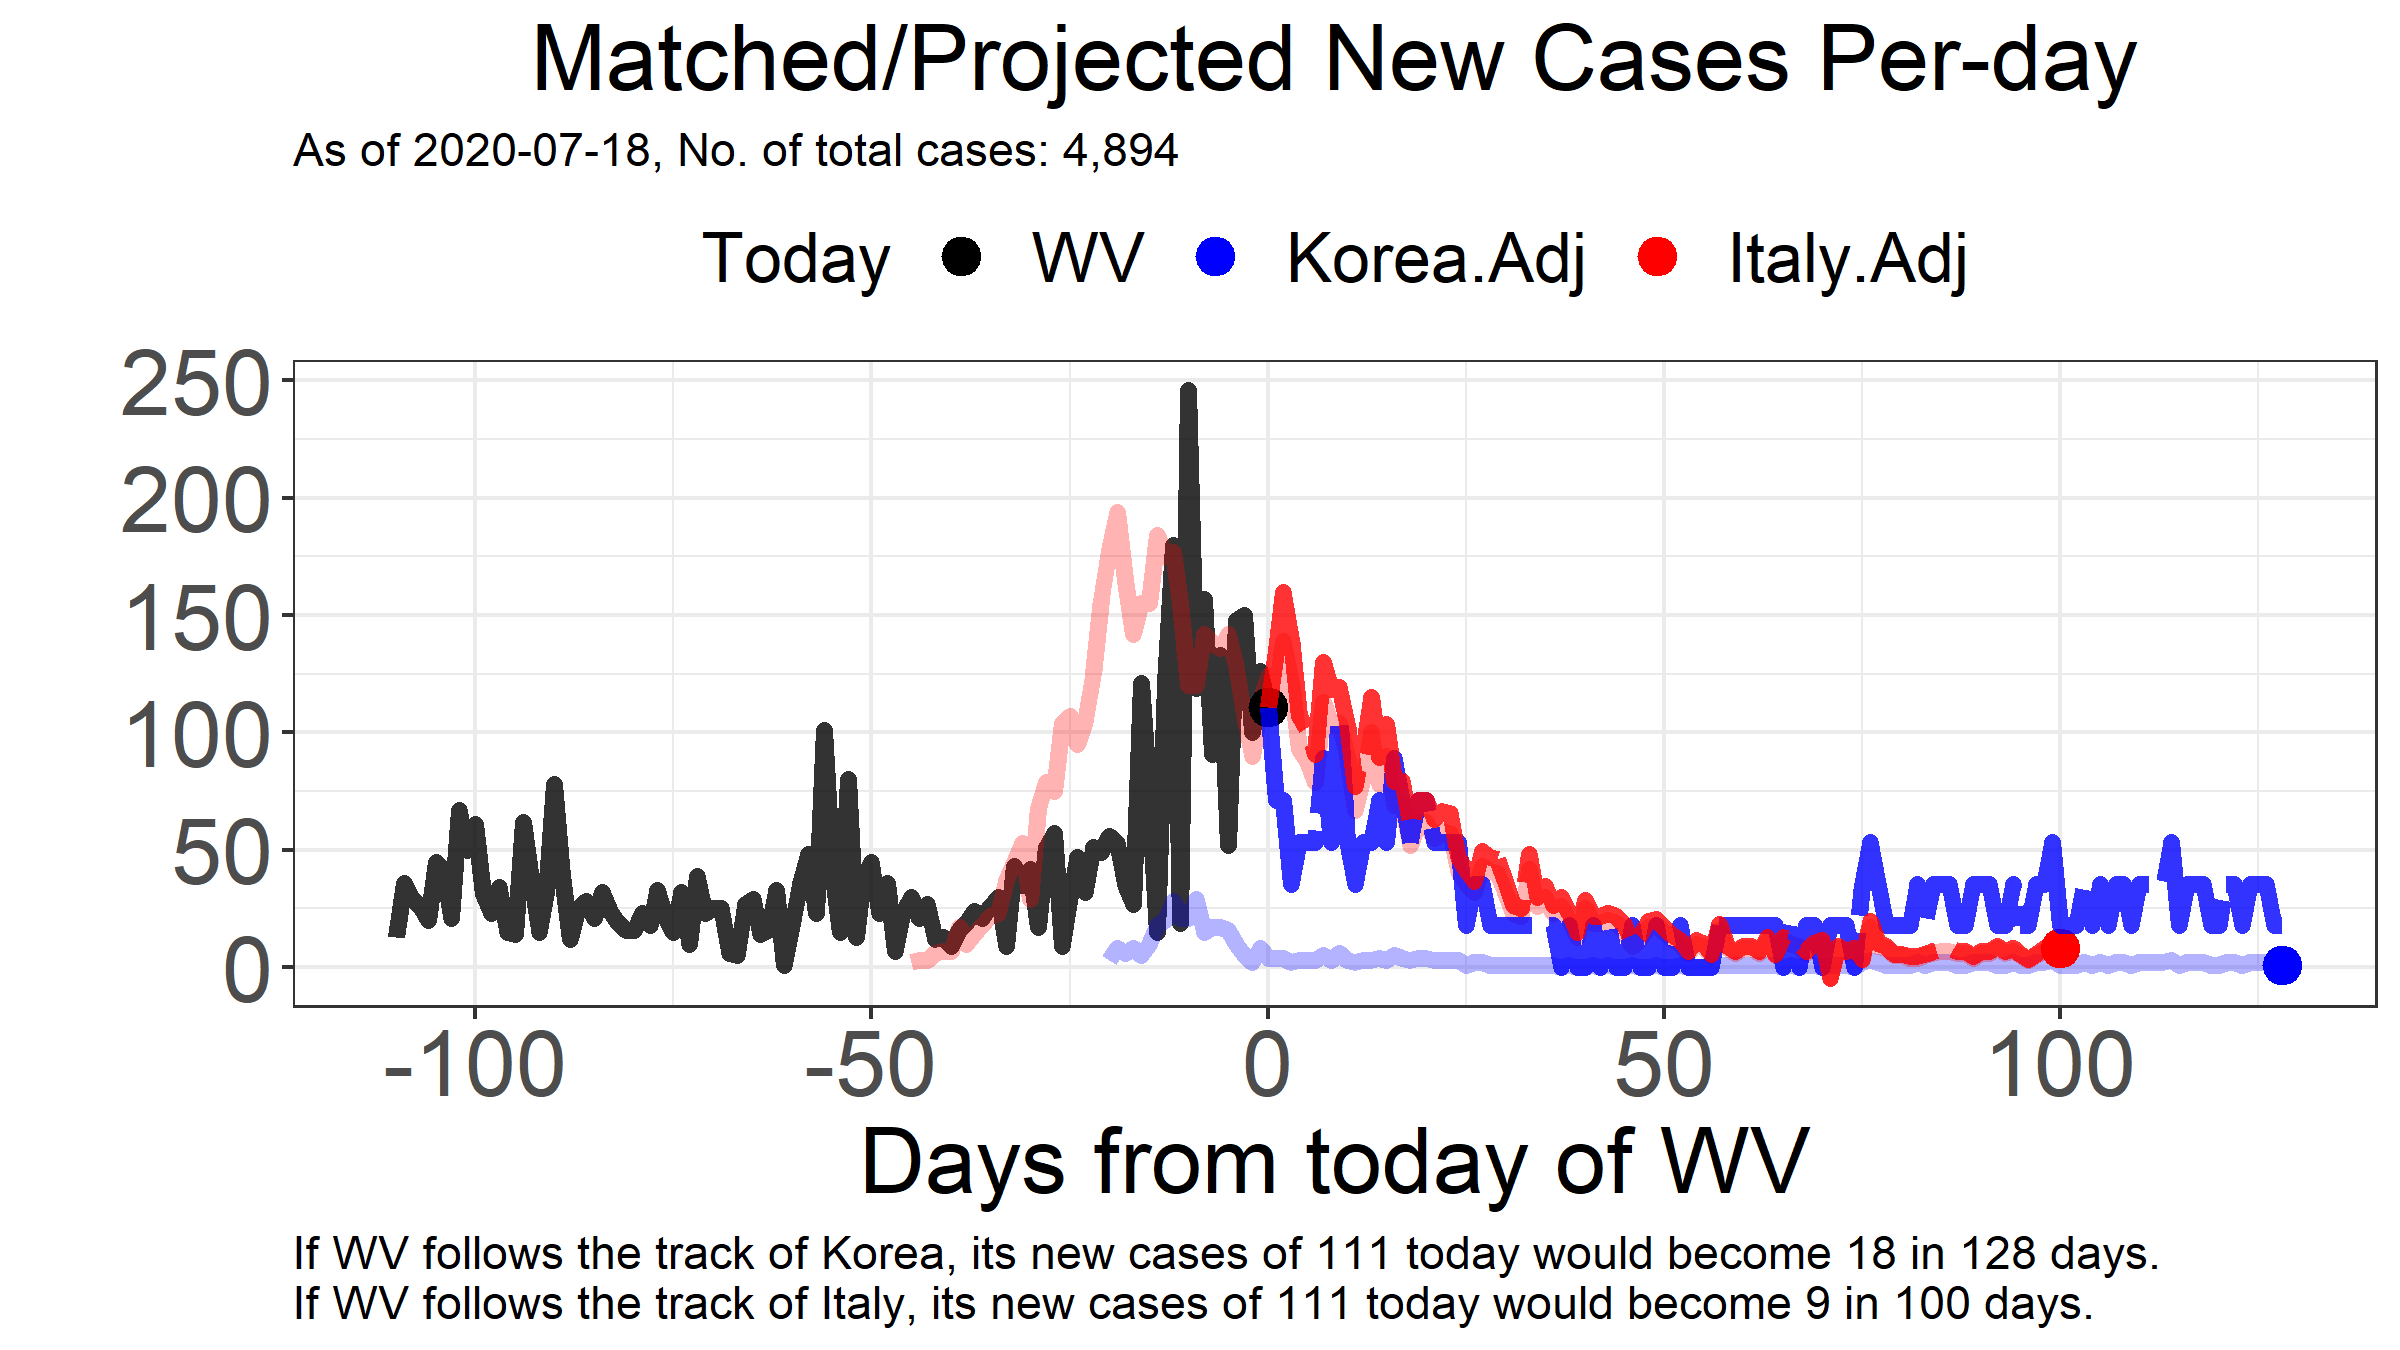 Matched/Projected New Cases Per-day
As of 2020-07-18, No. of total cases: 4,894
Today WV Korea.Adj Italy.Adj
250
200
150
100
50
0
-100 -50 0 50 100
Days from today of WV
If WV follows the track of Korea, its new cases of 111 today would become 18 in 128 days.
If WV follows the track of Italy, its new cases of 111 today would become 9 in 100 days.